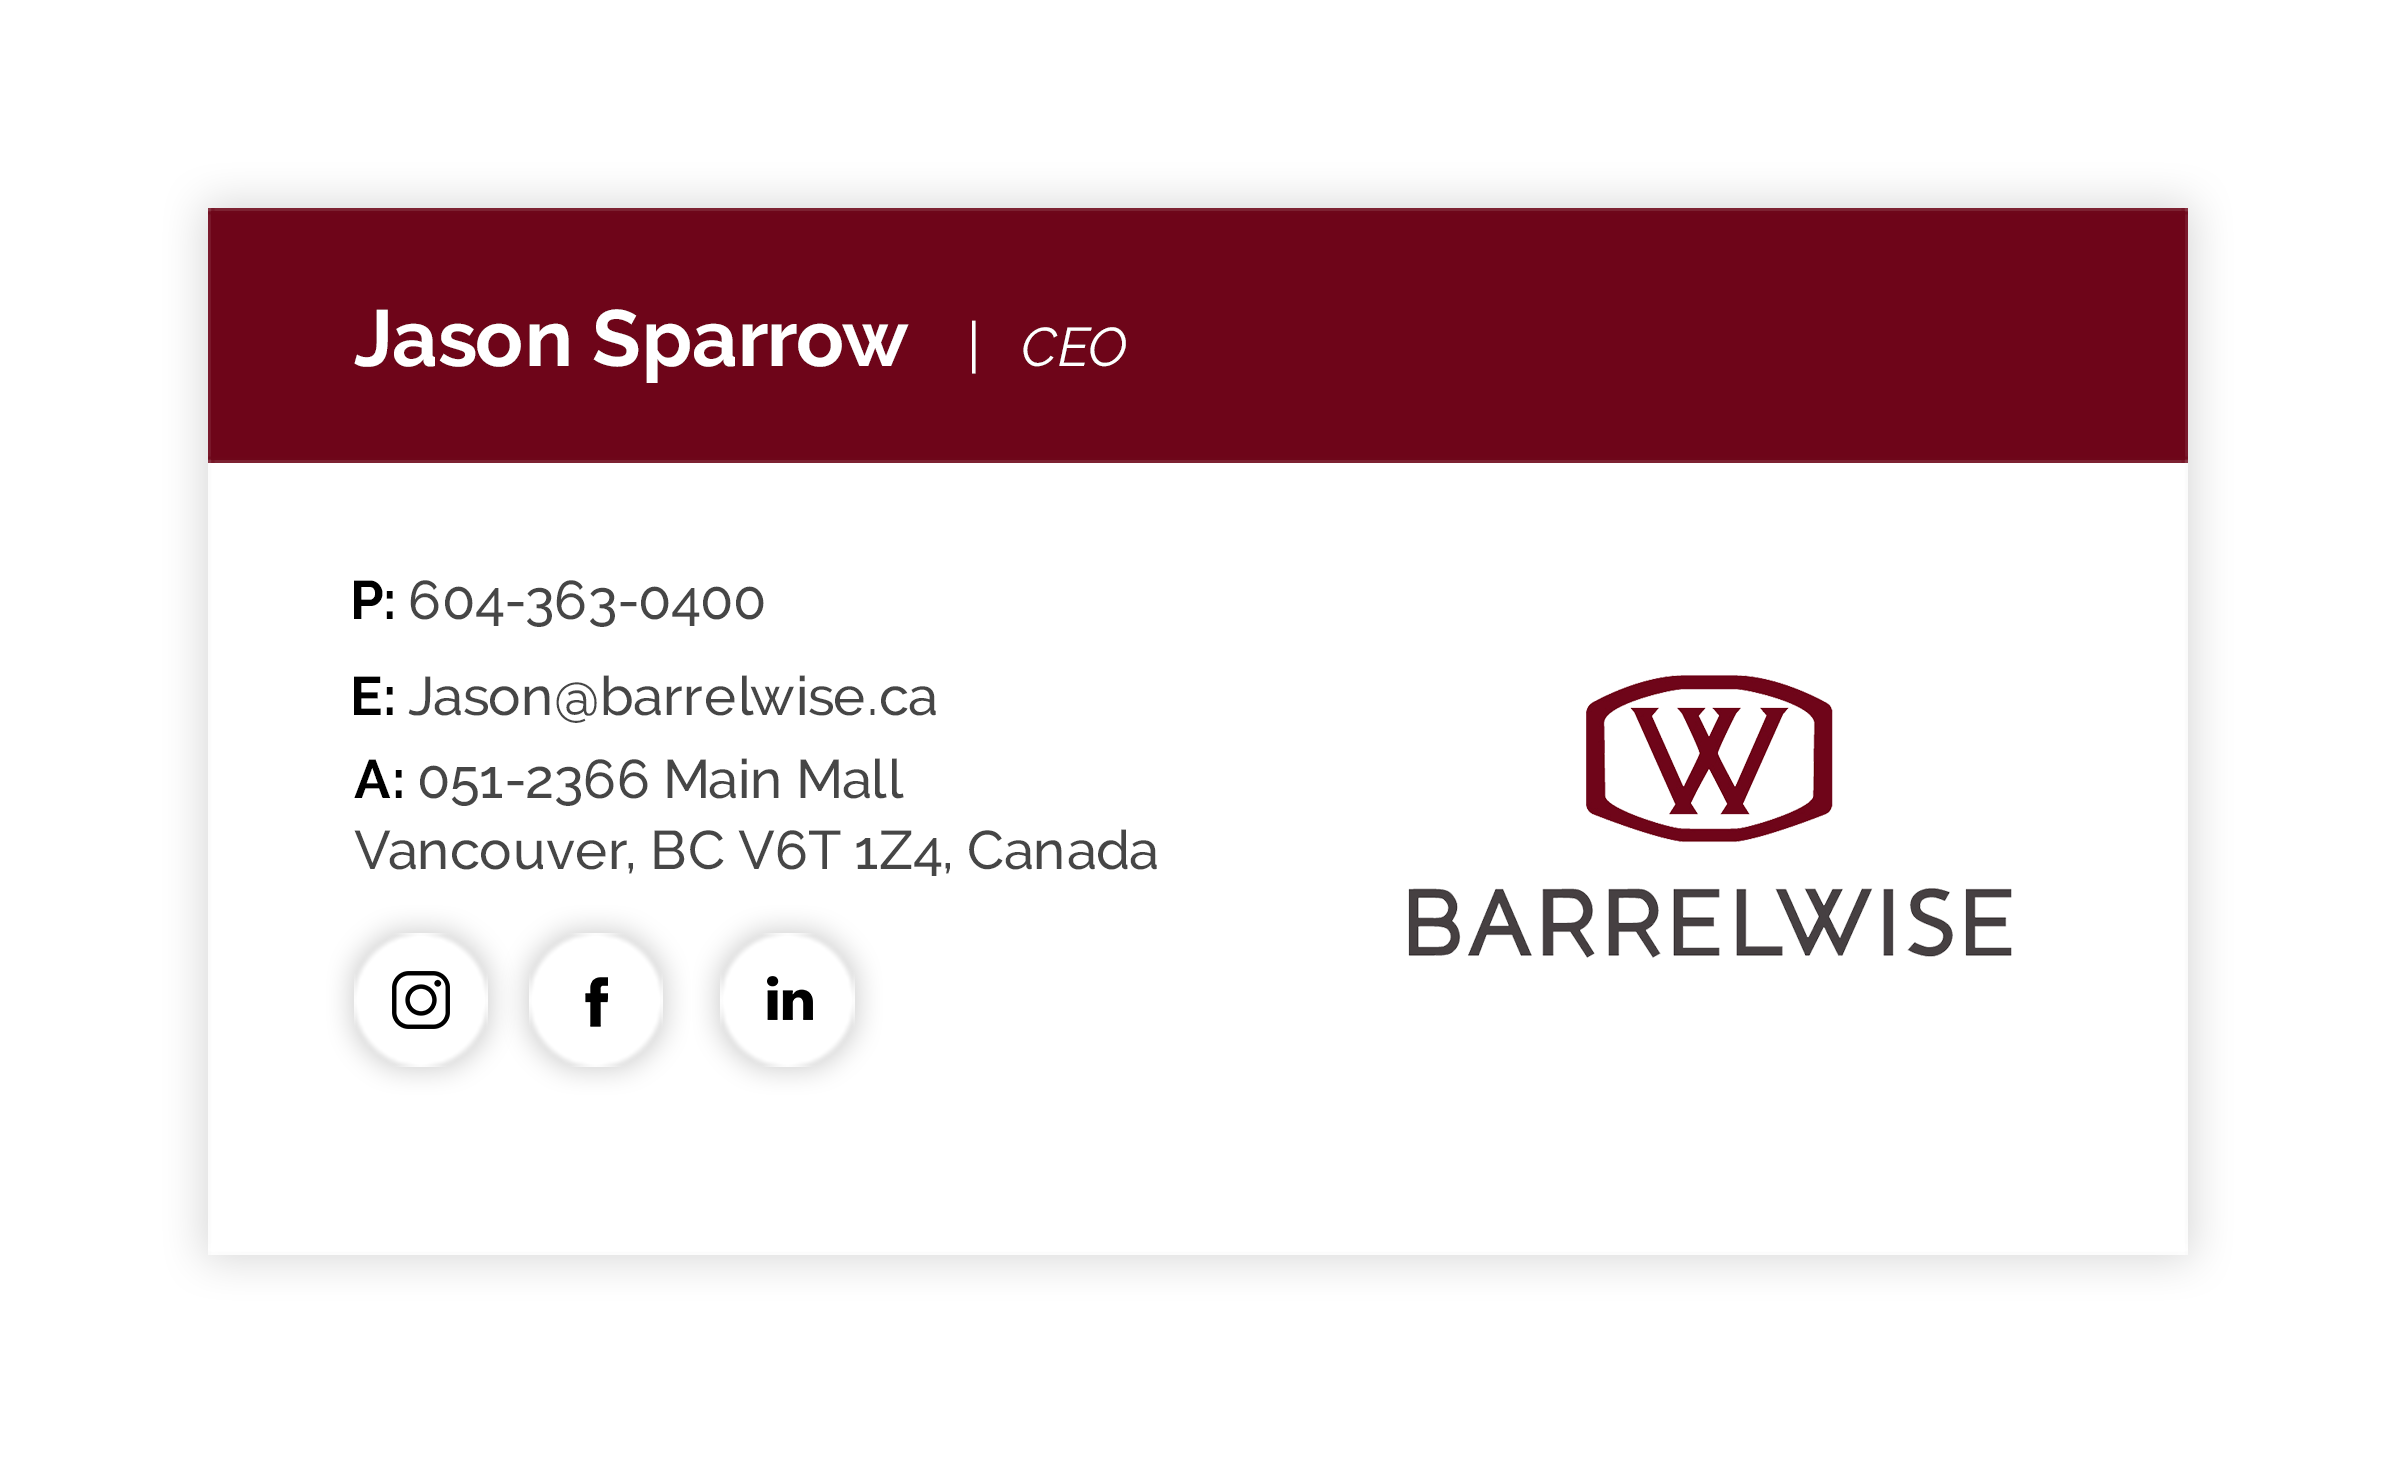 Jason Sparrow | CEO
P: 604-363-0400
E: Jason@barrelwise.ca
A: 051-2366 Main Mall
Vancouver, BC V6T 1Z4, Canada
W
BARRELWISE
f
in